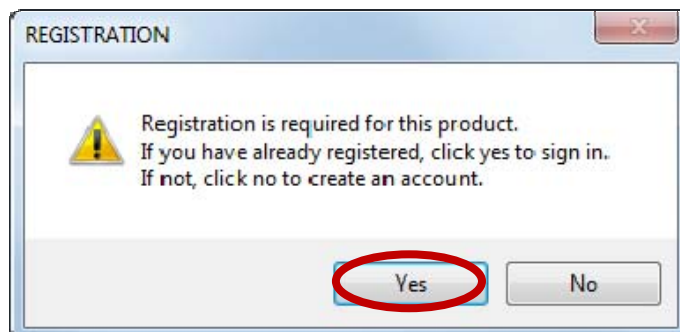 REGISTRATION
Registration is required for this product.
If you have already registered, click yes to sign in.
If not, click no to create an account.
Yes
No